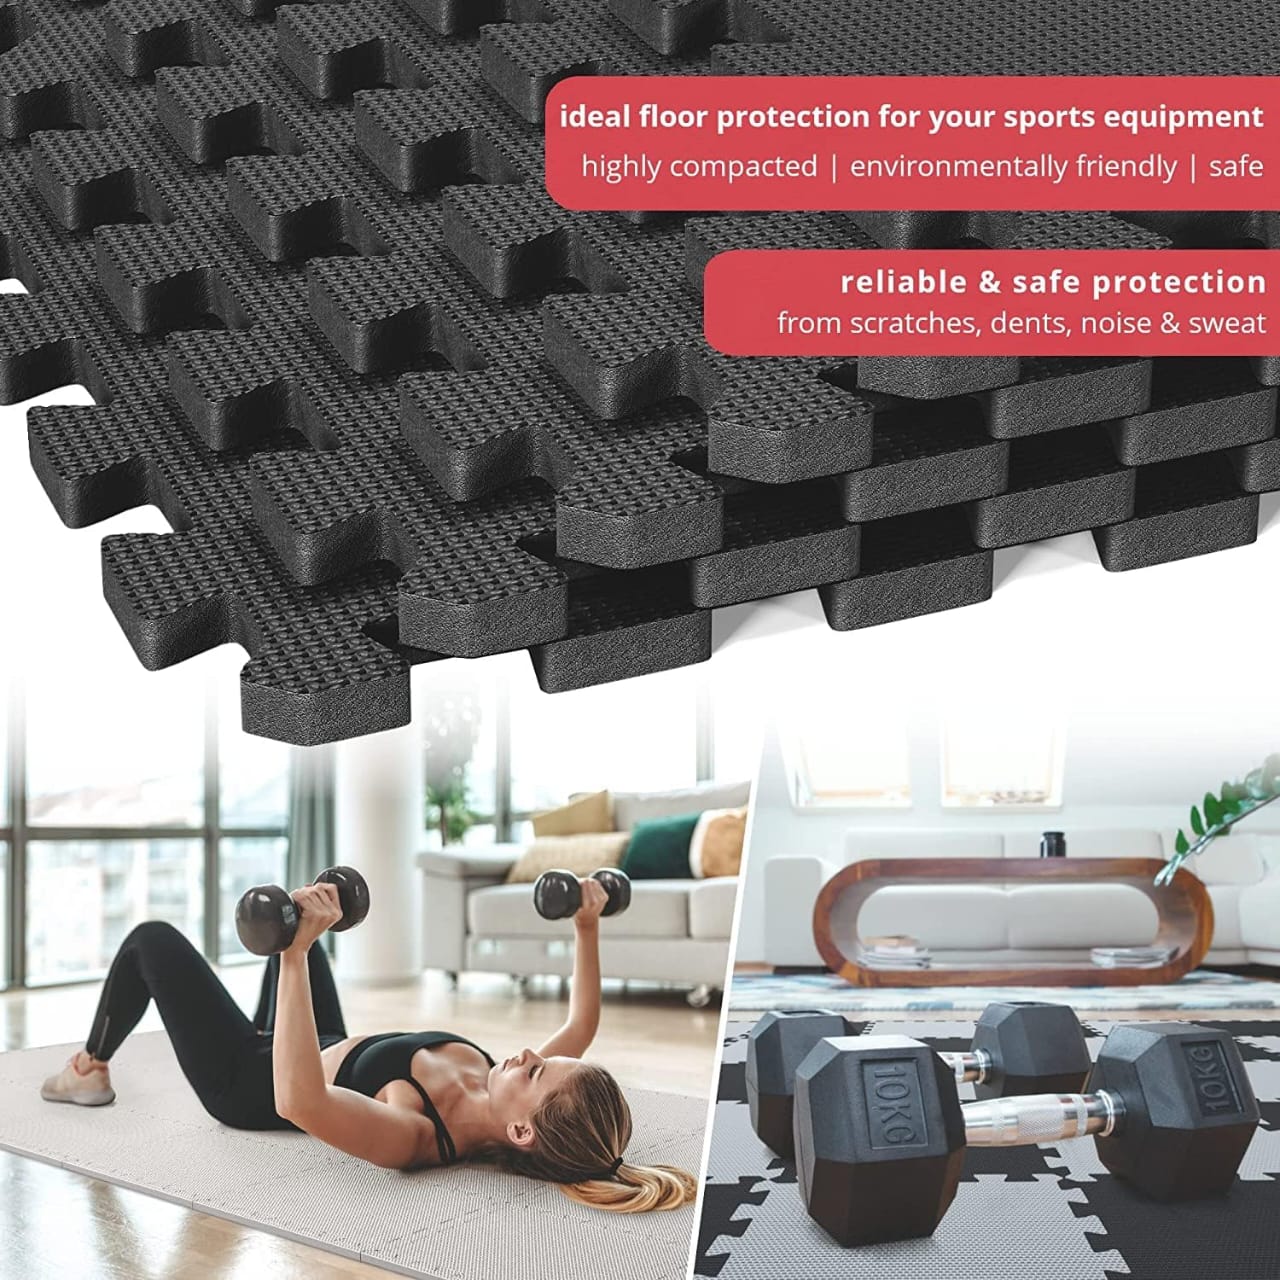 ideal floor protection for your sports equipment
highly compacted | environmentally friendly | safe
reliable & safe protection
from scratches, dents, noise & sweat
10KG
10KG